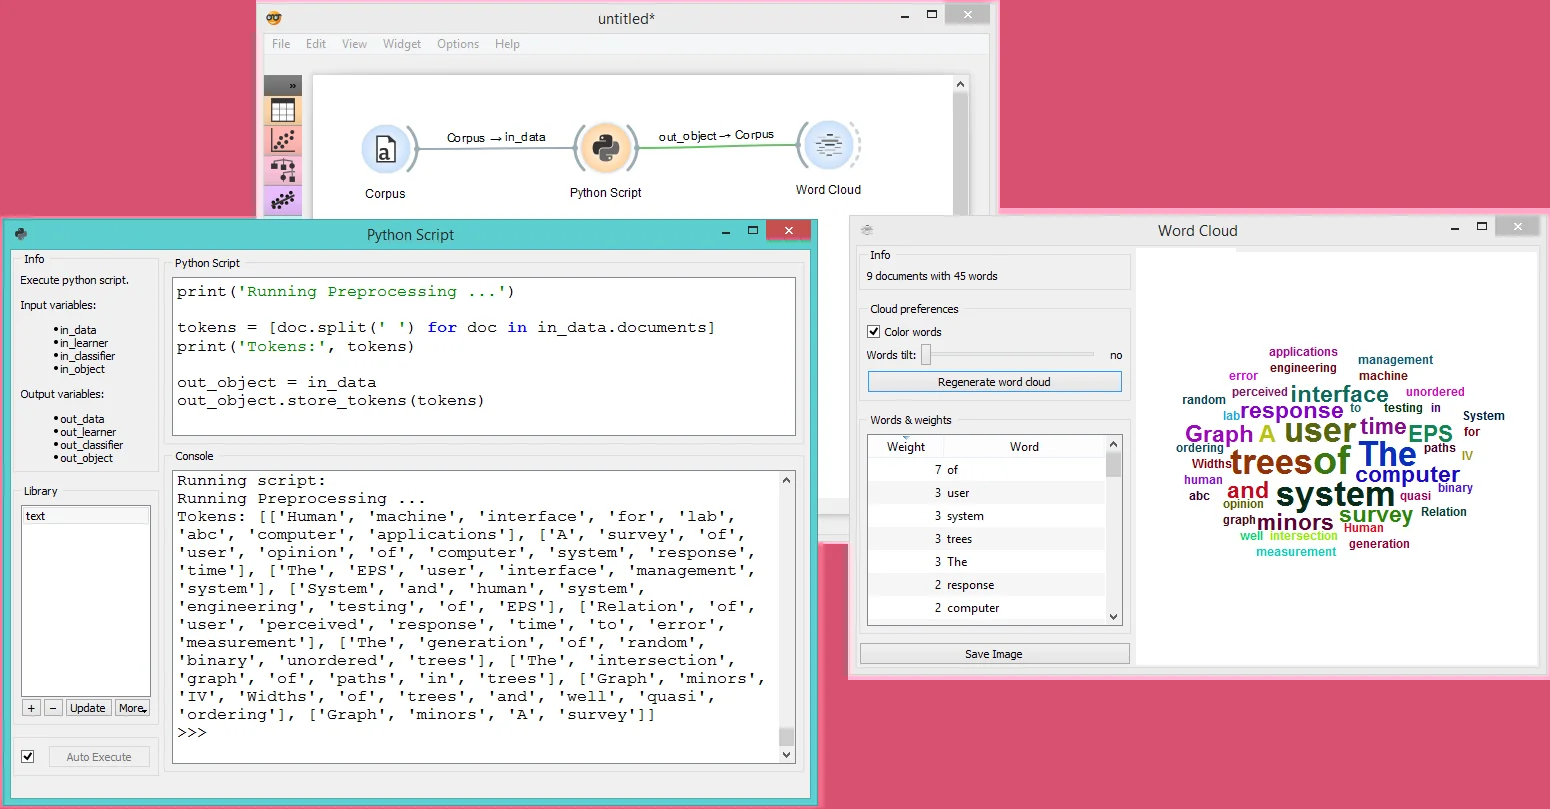 untitled*
File Edit View Widget Options Help
»
Corpus → in_data
out_object → Corpus
a
Corpus
Python Script
Word Cloud
Python Script
Info
Execute python script.
Input variables:
• in_data
• in_learner
• in_classifier
• in_object
Output variables:
• out_data
• out_learner
• out_classifier
• out_object
Library
text
+ − Update More
Auto Execute
Python Script
print('Running Preprocessing ...')
tokens = [doc.split(' ') for doc in in_data.documents]
print('Tokens:', tokens)
out_object = in_data
out_object.store_tokens(tokens)
Console
Running script:
Running Preprocessing ...
Tokens: [['Human', 'machine', 'interface', 'for', 'lab',
'abc', 'computer', 'applications'], ['A', 'survey', 'of',
'user', 'opinion', 'of', 'computer', 'system', 'response',
'time'], ['The', 'EPS', 'user', 'interface', 'management',
'system'], ['System', 'and', 'human', 'system',
'engineering', 'testing', 'of', 'EPS'], ['Relation', 'of',
'user', 'perceived', 'response', 'time', 'to', 'error',
'measurement'], ['The', 'generation', 'of', 'random',
'binary', 'unordered', 'trees'], ['The', 'intersection',
'graph', 'of', 'paths', 'in', 'trees'], ['Graph', 'minors',
'IV', 'Widths', 'of', 'trees', 'and', 'well', 'quasi',
'ordering'], ['Graph', 'minors', 'A', 'survey']]
>>>
Word Cloud
Info
9 documents with 45 words
Cloud preferences
Color words
Words tilt: no
Regenerate word cloud
Words & weights
Weight Word
7 of
3 user
3 system
3 trees
3 The
2 response
2 computer
Save Image
applications management
engineering
error machine
perceived interface unordered
random
lab response to testing in System
Graph A user time EPS for
ordering paths
Widths trees of The IV
human computer
abc and system quasi binary
opinion survey Relation
graph minors Human
well intersection
measurement generation